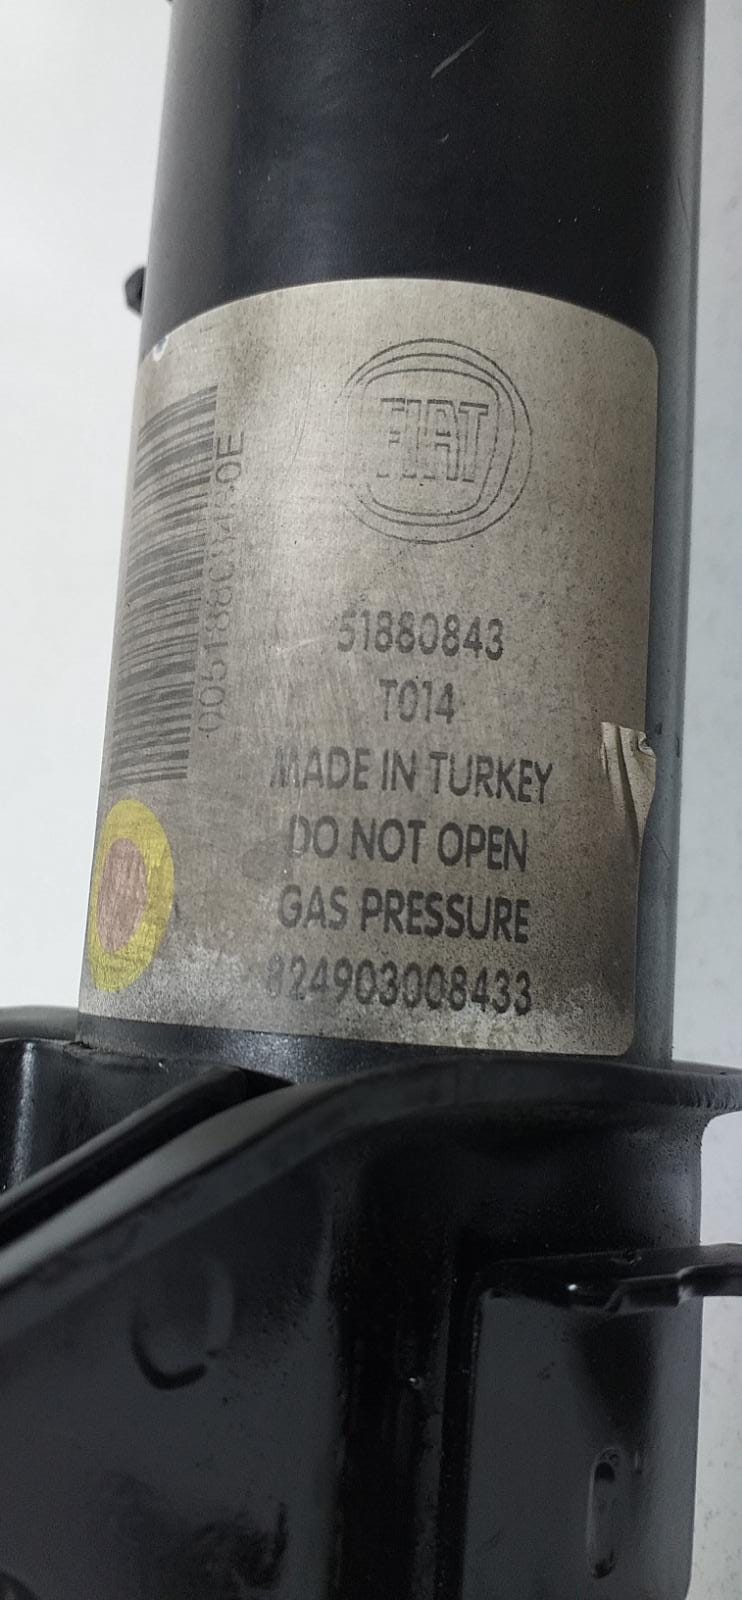 FIAT
51880843
T014
MADE IN TURKEY
DO NOT OPEN
GAS PRESSURE
824903008433